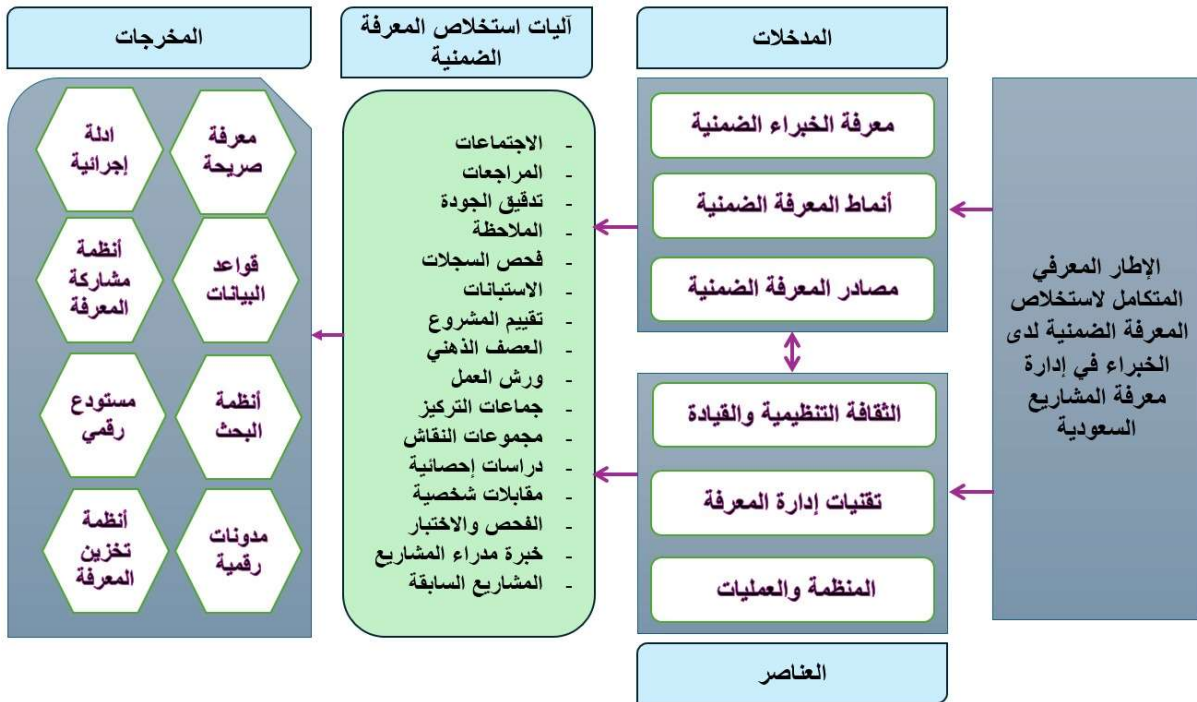 المدخلات
آليات استخلاص المعرفة
الضمنية
المخرجات
الإطار المعرفي
المتكامل لاستخلاص
المعرفة الضمنية لدى
الخبراء في إدارة
معرفة المشاريع
السعودية
معرفة الخبراء الضمنية
أنماط المعرفة الضمنية
مصادر المعرفة الضمنية
الثقافة التنظيمية والقيادة
تقنيات إدارة المعرفة
المنظمة والعمليات
العناصر
- الاجتماعات
- المراجعات
- تدقيق الجودة
- الملاحظة
- فحص السجلات
- الاستبانات
- تقييم المشروع
- العصف الذهني
- ورش العمل
- جماعات التركيز
- مجموعات النقاش
- دراسات إحصائية
- مقابلات شخصية
- الفحص والاختبار
- خبرة مدراء المشاريع
- المشاريع السابقة
معرفة
صريحة
ادلة
إجرائية
قواعد
البيانات
أنظمة
مشاركة
المعرفة
أنظمة
البحث
مستودع
رقمي
مدونات
رقمية
أنظمة
تخزين
المعرفة